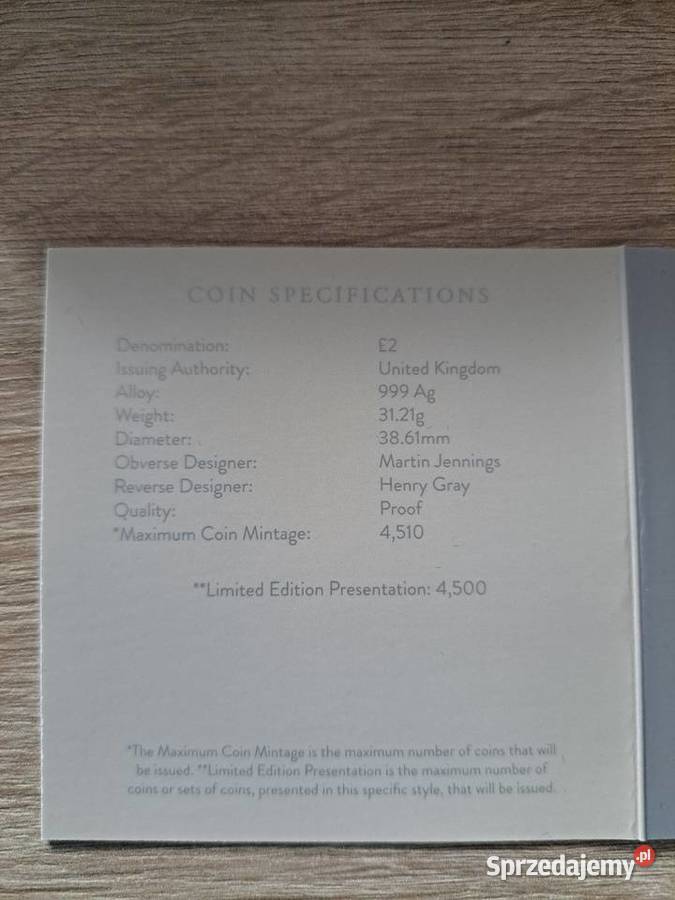 COIN SPECIFICATIONS
Denomination: £2
Issuing Authority: United Kingdom
Alloy: 999 Ag
Weight: 31.21g
Diameter: 38.61mm
Obverse Designer: Martin Jennings
Reverse Designer: Henry Gray
Quality: Proof
*Maximum Coin Mintage: 4,510
**Limited Edition Presentation: 4,500
*The Maximum Coin Mintage is the maximum number of coins that will
be issued. **Limited Edition Presentation is the maximum number of
coins or sets of coins, presented in this specific style, that will be issued.
Sprzedajemy.pl